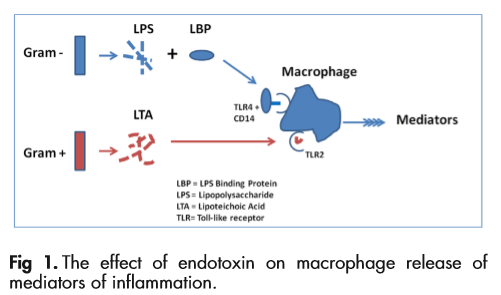 LPS
LBP
Gram -
+
Macrophage
TLR4 +
CD14
Mediators
LTA
Gram +
TLR2
LBP = LPS Binding Protein
LPS = Lipopolysaccharide
LTA = Lipoteichoic Acid
TLR= Toll-like receptor
Fig 1. The effect of endotoxin on macrophage release of
mediators of inflammation.